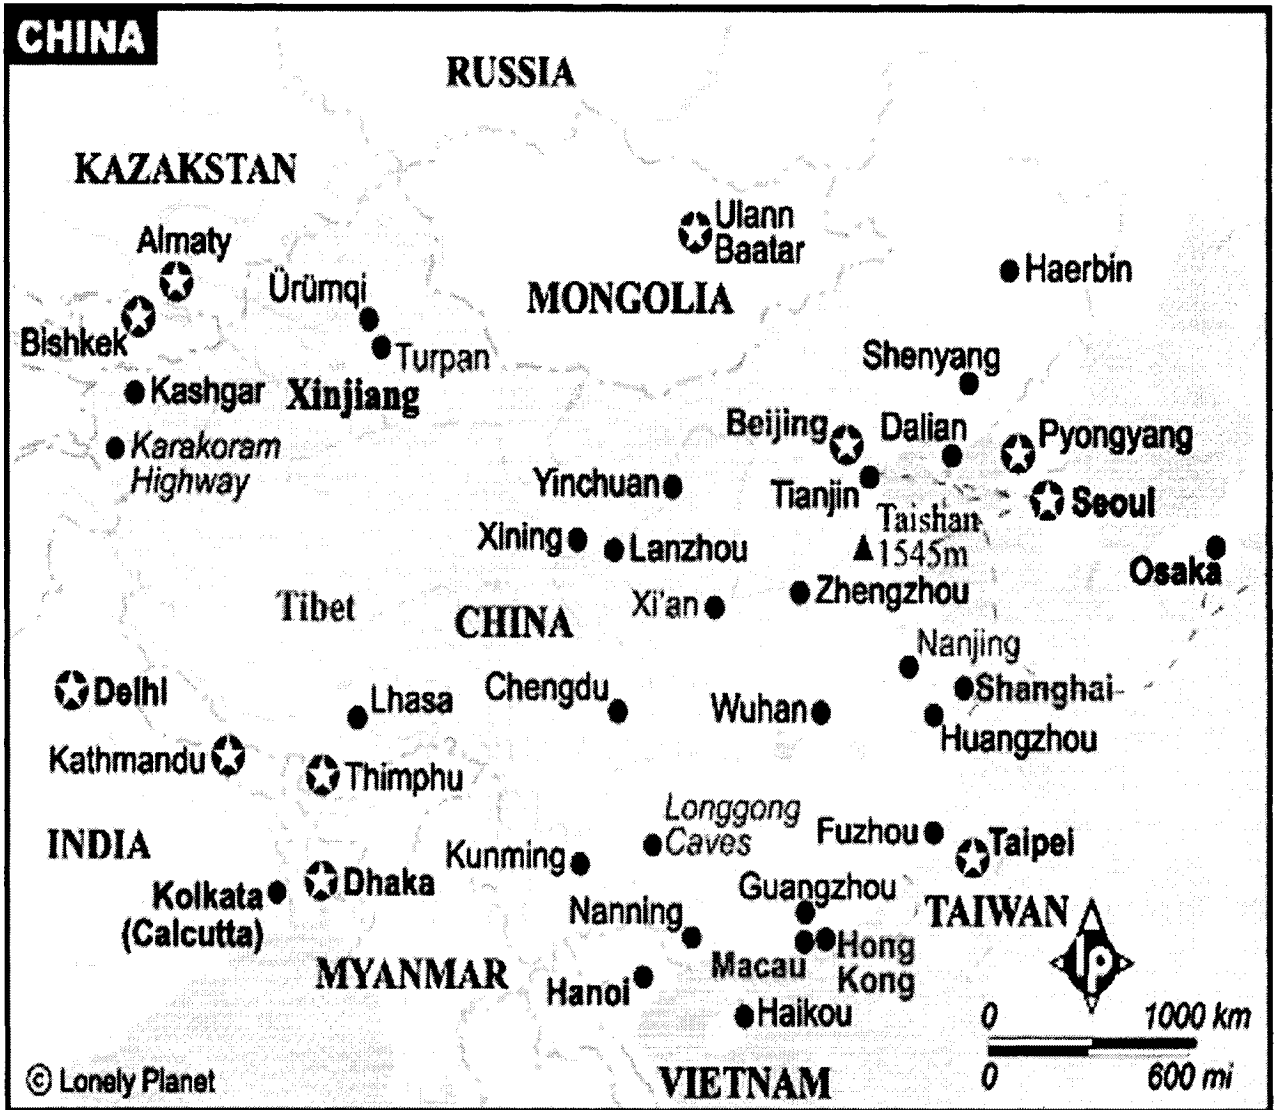 CHINA
RUSSIA
KAZAKSTAN
Ulann
Baatar
Almaty
Haerbin
Ürümqi
MONGOLIA
Bishkek
Turpan
Shenyang
Kashgar
Xinjiang
Beijing
Dalian
Pyongyang
Karakoram
Highway
Yinchuan
Tianjin
Seoul
Taishan
1545m
Xining
Lanzhou
Osaka
Zhengzhou
Xi'an
Tibet
CHINA
Nanjing
Delhi
Lhasa
Chengdu
Shanghai
Wuhan
Huangzhou
Kathmandu
Thimphu
Longgong
Caves
Fuzhou
Taipei
INDIA
Kunming
Dhaka
Kolkata
(Calcutta)
Guangzhou
Nanning
TAIWAN
Macau
Hong
Kong
MYANMAR
Hanoi
Haikou
0 1000 km
0 600 mi
© Lonely Planet
VIETNAM